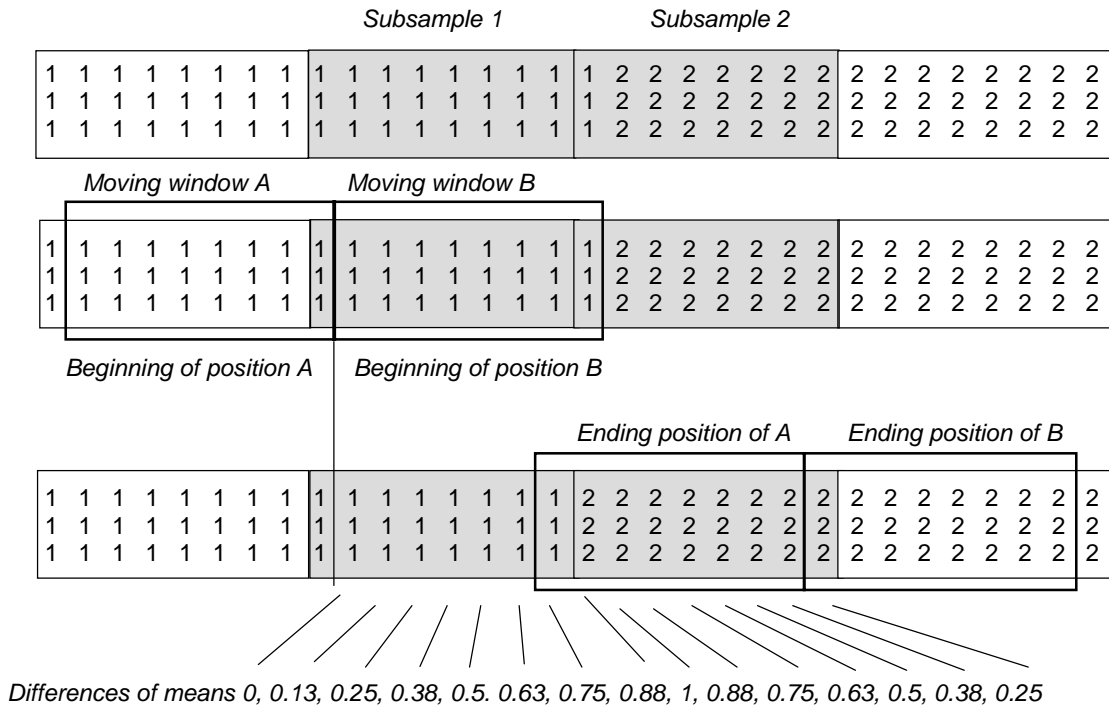 Subsample 1 Subsample 2
1 1 1 1 1 1 1 1 1 1 1 1 1 1 1 1 1 2 2 2 2 2 2 2 2 2 2 2 2 2 2 2
1 1 1 1 1 1 1 1 1 1 1 1 1 1 1 1 1 2 2 2 2 2 2 2 2 2 2 2 2 2 2 2
1 1 1 1 1 1 1 1 1 1 1 1 1 1 1 1 1 2 2 2 2 2 2 2 2 2 2 2 2 2 2 2
Moving window A Moving window B
1 1 1 1 1 1 1 1 1 1 1 1 1 1 1 1 1 2 2 2 2 2 2 2 2 2 2 2 2 2 2 2
1 1 1 1 1 1 1 1 1 1 1 1 1 1 1 1 1 2 2 2 2 2 2 2 2 2 2 2 2 2 2 2
1 1 1 1 1 1 1 1 1 1 1 1 1 1 1 1 1 2 2 2 2 2 2 2 2 2 2 2 2 2 2 2
Beginning of position A Beginning of position B
Ending position of A Ending position of B
1 1 1 1 1 1 1 1 1 1 1 1 1 1. 1 1 2 2 2 2 2 2 2 2 2 2 2 2 2 2 2 2
1 1 1 1 1 1 1 1 1 1 1 1 1 1 1 1 2 2 2 2 2 2 2 2 2 2 2 2 2 2 2 2
1 1 1 1 1 1 1 1 1 1 1 1 1 1 1 1 2 2 2 2 2 2 2 2 2 2 2 2 2 2 2 2
Differences of means 0, 0.13, 0.25, 0.38, 0.5. 0.63, 0.75, 0.88, 1, 0.88, 0.75, 0.63, 0.5, 0.38, 0.25